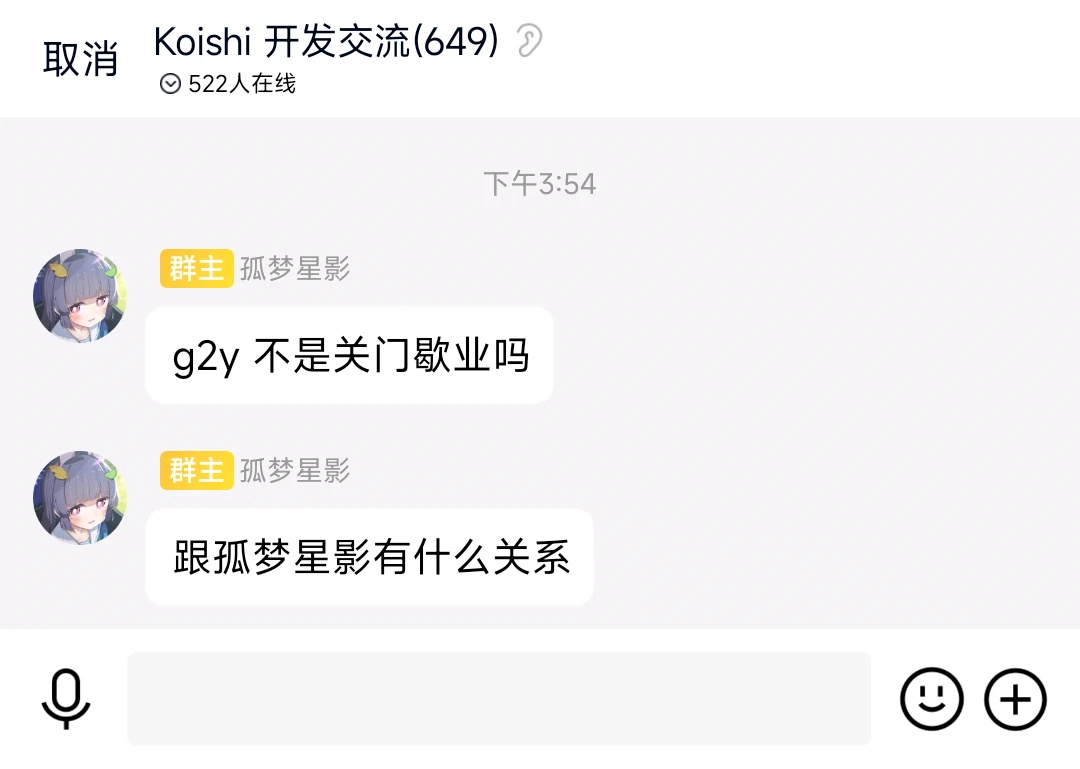 取消
Koishi 开发交流(649)
522人在线
下午3:54
群主 孤梦星影
g2y 不是关门歇业吗
群主 孤梦星影
跟孤梦星影有什么关系